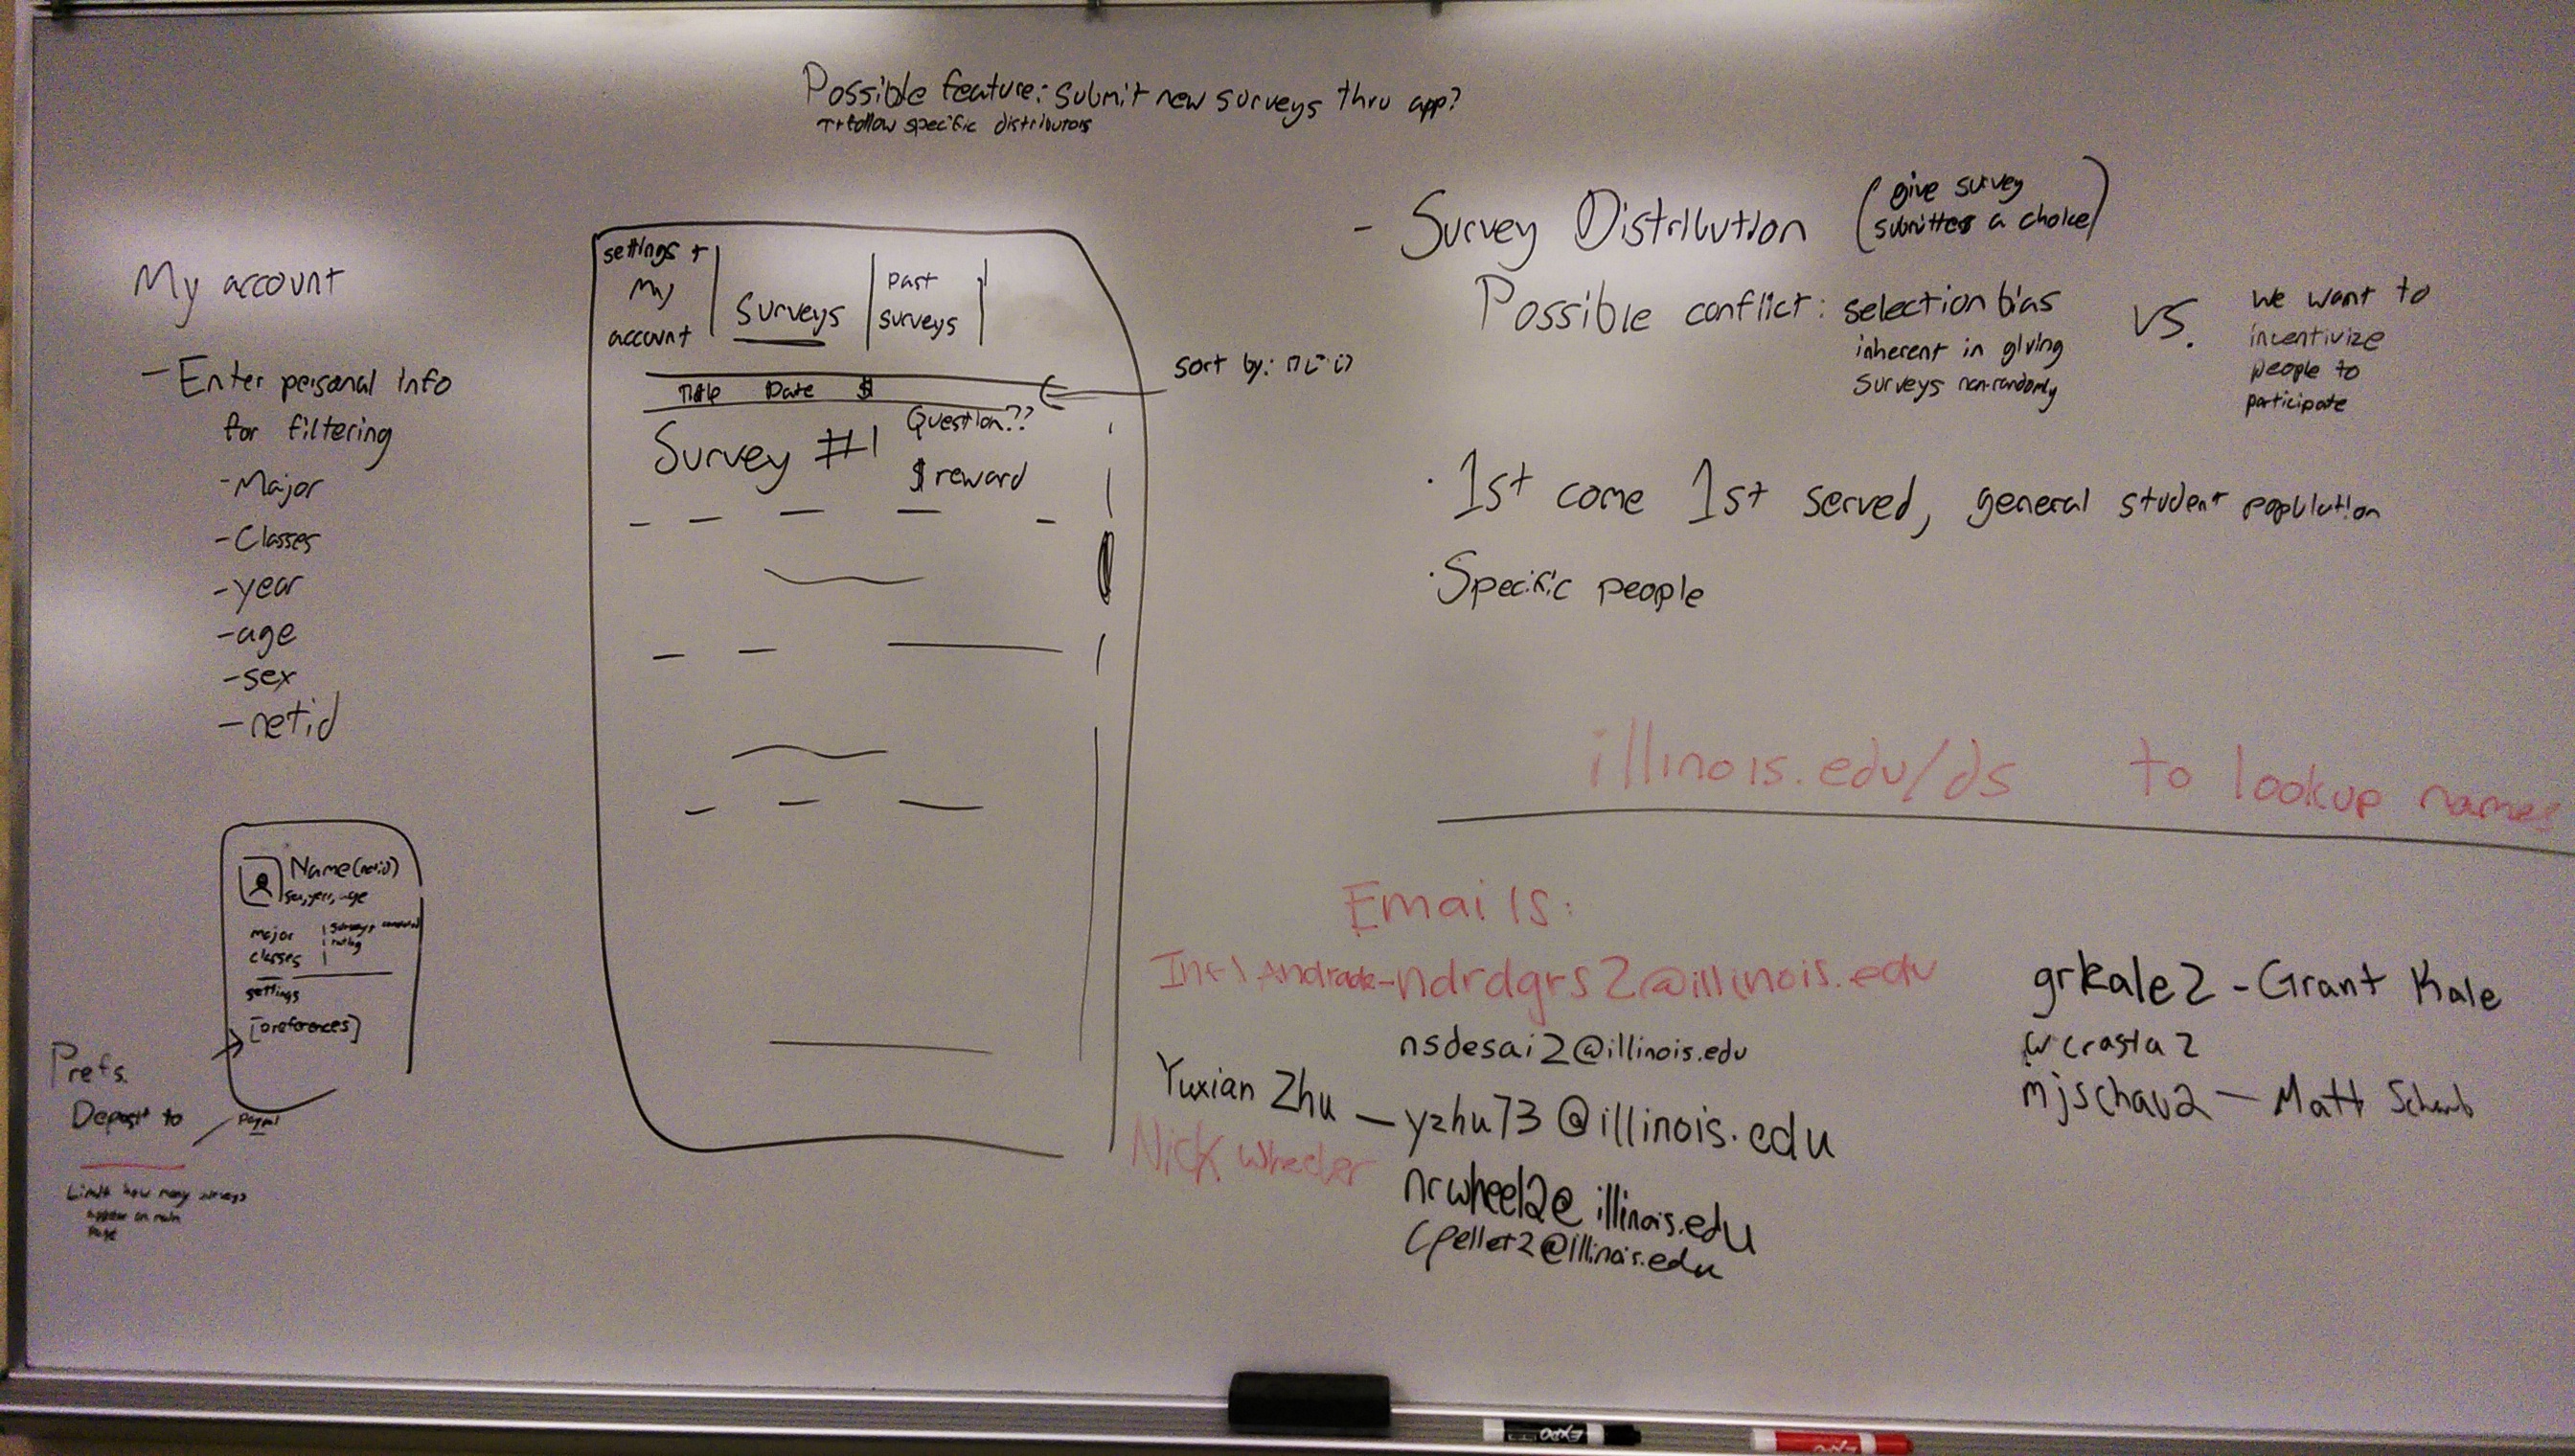 Possible feature: Submit new surveys thru app?
follow specific distributors
My account
- Enter personal info
for filtering
- Major
- Classes
- year
- age
- sex
- netid
settings +
my
account
Surveys
past
surveys
Title Date $
sort by:
Survey #1
Question??
$ reward
- Survey Distribution
(give survey
submitters a choice)
Possible conflict: selection bias
inherent in giving
surveys non-randomly
VS.
We want to
incentivize
people to
participate
· 1st come 1st served, general student population
· Specific people
illinois.edu/ds to lookup names
Name (netid)
sex, year, age
major
classes
surveys completed
rating
settings
[preferences]
Prefs.
Deposit to
paypal
Limit how many surveys
appear on main
page
Emails:
Andrade - ndrdgrs2@illinois.edu
nsdesai2@illinois.edu
Yuxian Zhu - yzhu73@illinois.edu
Nick Wheeler
nrwheel2@illinois.edu
cpellet2@illinois.edu
grkale2 - Grant Kale
wcrasta2
mjschau2 - Matt Schaub
EXPO